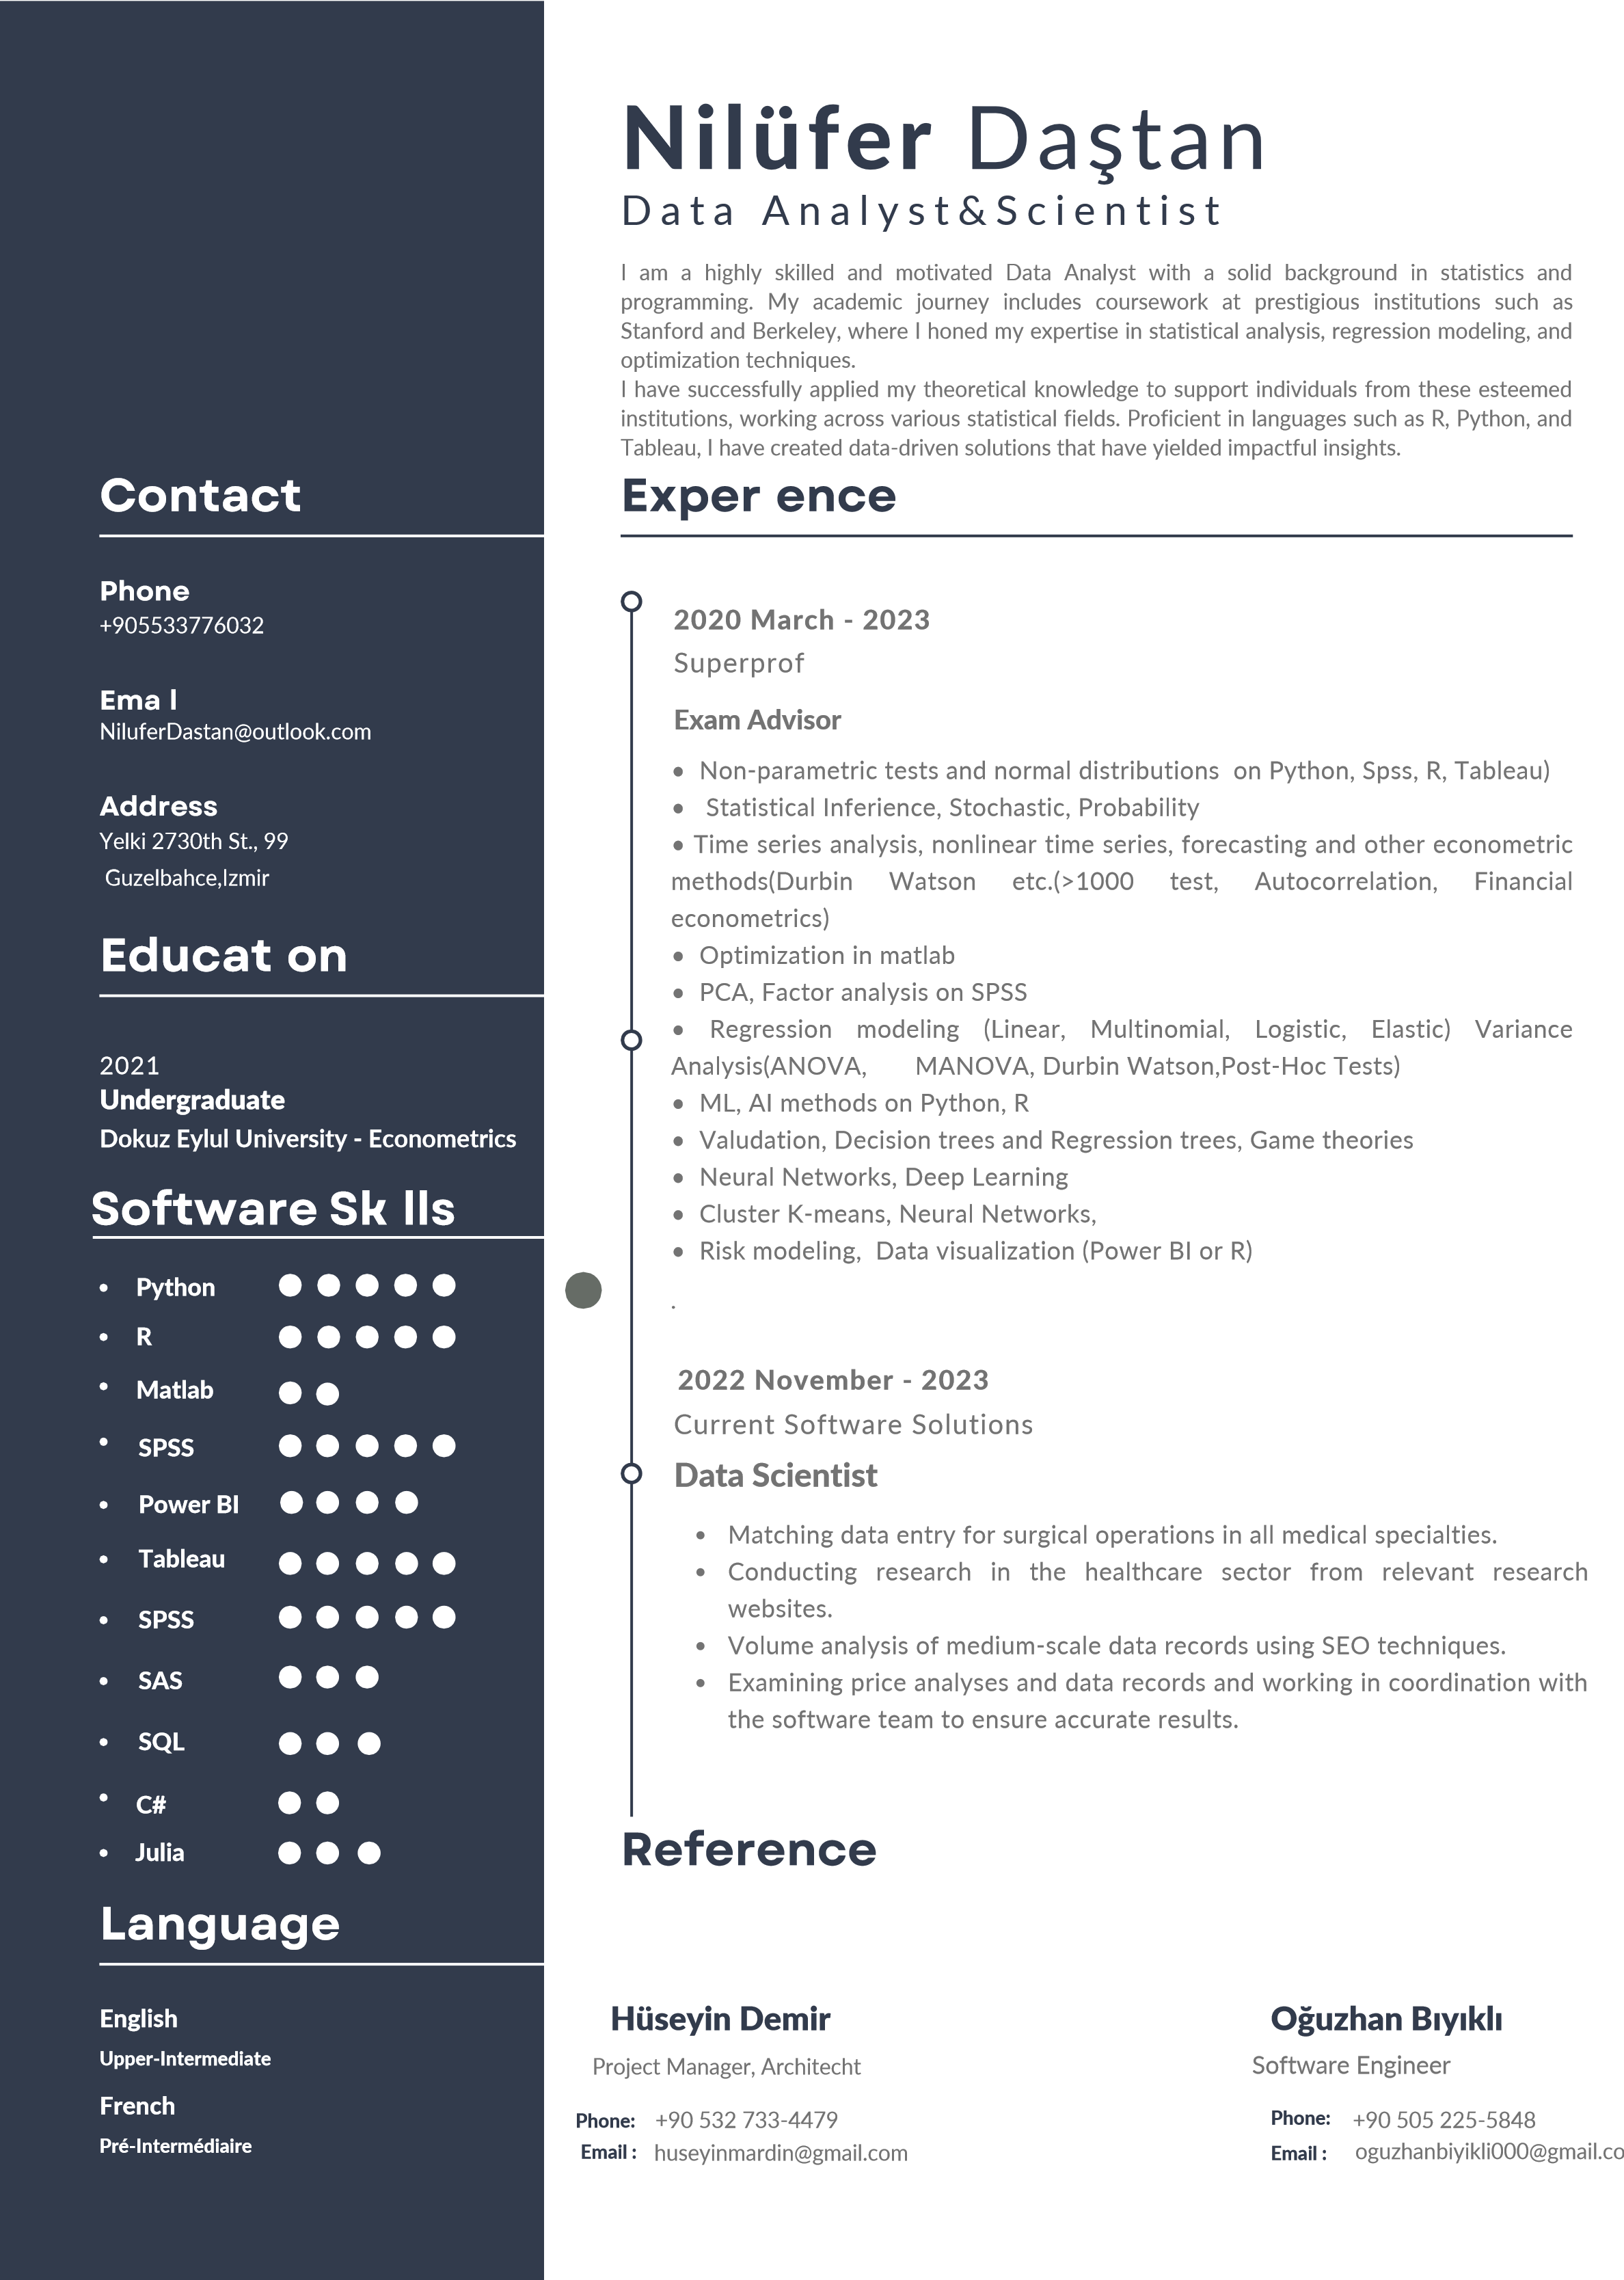 Nilüfer Daştan
Data Analyst&Scientist
I am a highly skilled and motivated Data Analyst with a solid background in statistics and
programming. My academic journey includes coursework at prestigious institutions such as
Stanford and Berkeley, where I honed my expertise in statistical analysis, regression modeling, and
optimization techniques.
I have successfully applied my theoretical knowledge to support individuals from these esteemed
institutions, working across various statistical fields. Proficient in languages such as R, Python, and
Tableau, I have created data-driven solutions that have yielded impactful insights.
Contact
Phone
+905533776032
Ema l
NiluferDastan@outlook.com
Address
Yelki 2730th St., 99
Guzelbahce,Izmir
Educat on
2021
Undergraduate
Dokuz Eylul University - Econometrics
Software Sk lls
• Python
• R
• Matlab
• SPSS
• Power BI
• Tableau
• SPSS
• SAS
• SQL
• C#
• Julia
Language
English
Upper-Intermediate
French
Pré-Intermédiaire
Exper ence
2020 March - 2023
Superprof
Exam Advisor
• Non-parametric tests and normal distributions on Python, Spss, R, Tableau)
• Statistical Inferience, Stochastic, Probability
• Time series analysis, nonlinear time series, forecasting and other econometric
methods(Durbin Watson etc.(>1000 test, Autocorrelation, Financial
econometrics)
• Optimization in matlab
• PCA, Factor analysis on SPSS
• Regression modeling (Linear, Multinomial, Logistic, Elastic) Variance
Analysis(ANOVA, MANOVA, Durbin Watson,Post-Hoc Tests)
• ML, AI methods on Python, R
• Valudation, Decision trees and Regression trees, Game theories
• Neural Networks, Deep Learning
• Cluster K-means, Neural Networks,
• Risk modeling, Data visualization (Power BI or R)
.
2022 November - 2023
Current Software Solutions
Data Scientist
• Matching data entry for surgical operations in all medical specialties.
• Conducting research in the healthcare sector from relevant research
websites.
• Volume analysis of medium-scale data records using SEO techniques.
• Examining price analyses and data records and working in coordination with
the software team to ensure accurate results.
Reference
Hüseyin Demir
Project Manager, Architecht
Phone: +90 532 733-4479
Email : huseyinmardin@gmail.com
Oğuzhan Bıyıklı
Software Engineer
Phone: +90 505 225-5848
Email : oguzhanbiyikli000@gmail.co